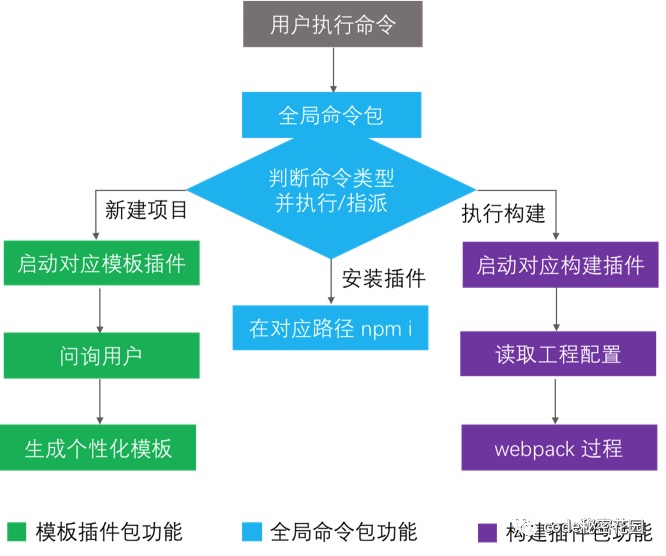 用户执行命令
全局命令包
判断命令类型
并执行/指派
新建项目
执行构建
启动对应模板插件
安装插件
启动对应构建插件
问询用户
在对应路径 npm i
读取工程配置
生成个性化模板
webpack 过程
模板插件包功能
全局命令包功能
构建插件包功能
code秘密花园